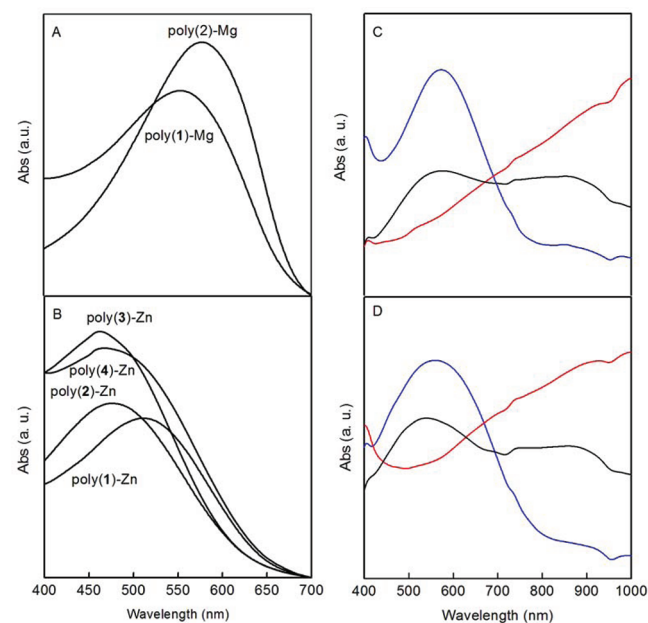 A
poly(2)-Mg
poly(1)-Mg
Abs (a.u.)
C
Abs (a. u.)
B
poly(3)-Zn
poly(4)-Zn
poly(2)-Zn
poly(1)-Zn
Abs (a. u.)
400 450 500 550 600 650 700
Wavelength (nm)
D
Abs (a. u.)
400 500 600 700 800 900 1000
Wavelength (nm)